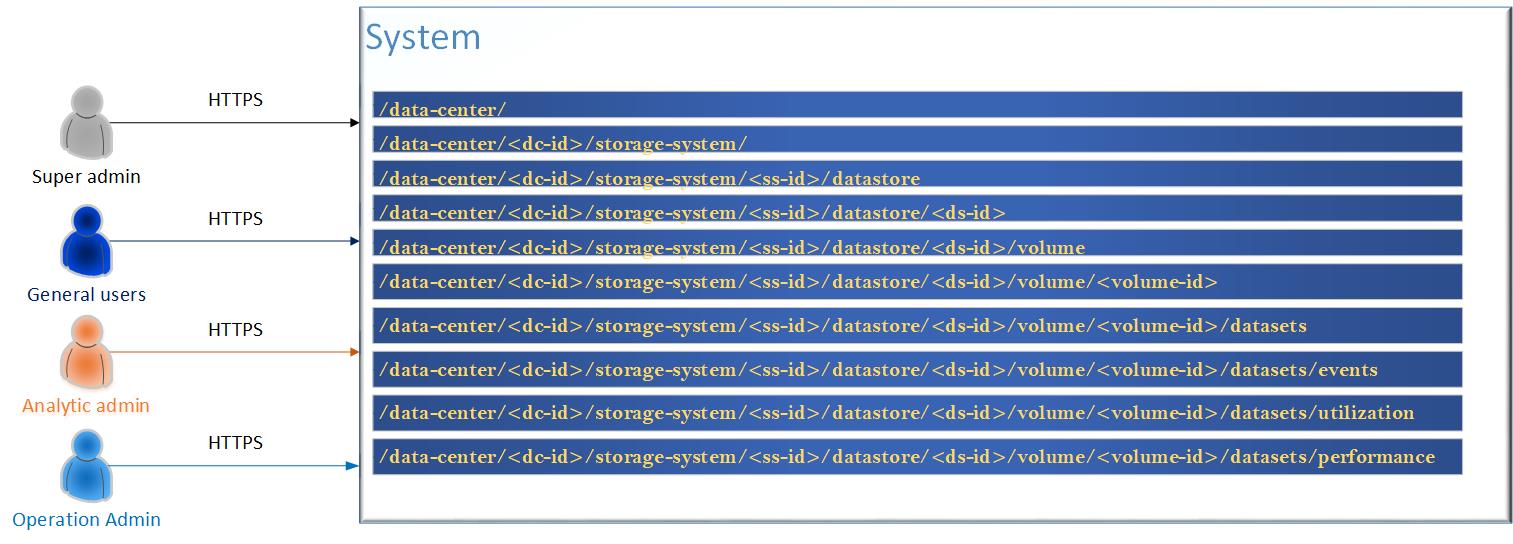 System
HTTPS
Super admin
HTTPS
General users
HTTPS
Analytic admin
HTTPS
Operation Admin
/data-center/
/data-center/<dc-id>/storage-system/
/data-center/<dc-id>/storage-system/<ss-id>/datastore
/data-center/<dc-id>/storage-system/<ss-id>/datastore/<ds-id>
/data-center/<dc-id>/storage-system/<ss-id>/datastore/<ds-id>/volume
/data-center/<dc-id>/storage-system/<ss-id>/datastore/<ds-id>/volume/<volume-id>
/data-center/<dc-id>/storage-system/<ss-id>/datastore/<ds-id>/volume/<volume-id>/datasets
/data-center/<dc-id>/storage-system/<ss-id>/datastore/<ds-id>/volume/<volume-id>/datasets/events
/data-center/<dc-id>/storage-system/<ss-id>/datastore/<ds-id>/volume/<volume-id>/datasets/utilization
/data-center/<dc-id>/storage-system/<ss-id>/datastore/<ds-id>/volume/<volume-id>/datasets/performance